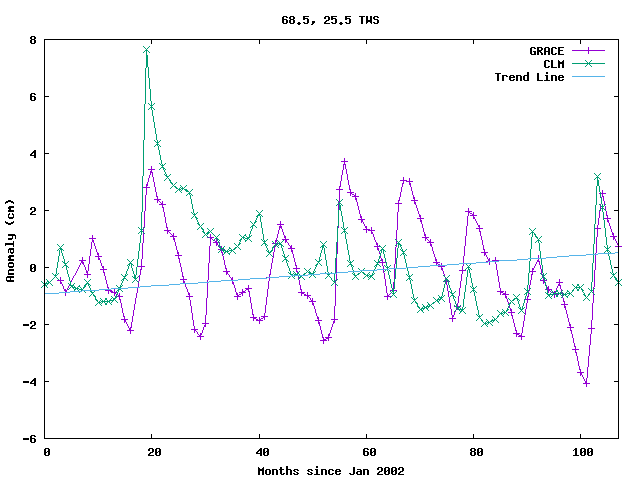 68.5, 25.5 TWS
GRACE
CLM
Trend Line
8
6
4
2
0
-2
-4
-6
Anomaly (cm)
0 20 40 60 80 100
Months since Jan 2002